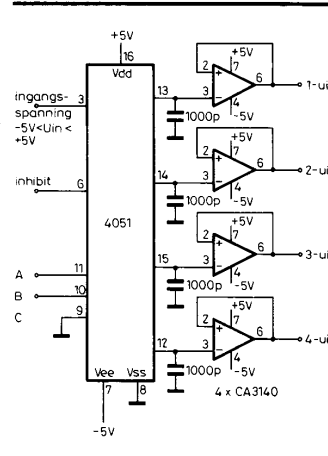 +5V
16
Vdd
ingangs-
spanning
-5V<Uin<
+5V
3
inhibit
6
4051
A
11
B
10
C
9
Vee
Vss
7
8
-5V
13
1000p
2
+
3
-
+5V
7
6
4
-5V
1-ui
14
1000p
2
+
3
-
+5V
7
6
4
-5V
2-ui
15
1000p
2
+
3
-
+5V
7
6
4
-5V
3-ui
12
1000p
2
+
3
-
+5V
7
6
4
-5V
4-ui
4 x CA3140